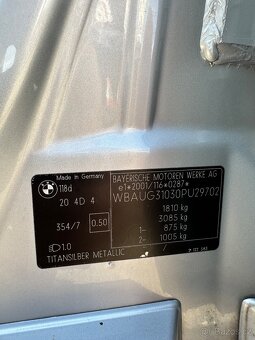 BMW
Made in Germany
118d
20 4D 4
354/7 0.50
1.0
TITANSILBER METALLIC
BAYERISCHE MOTOREN WERKE AG
e1*2001/116*0287*
WBAUG31030PU29702
1810 kg
3085 kg
1- 875 kg
2- 1005 kg
/